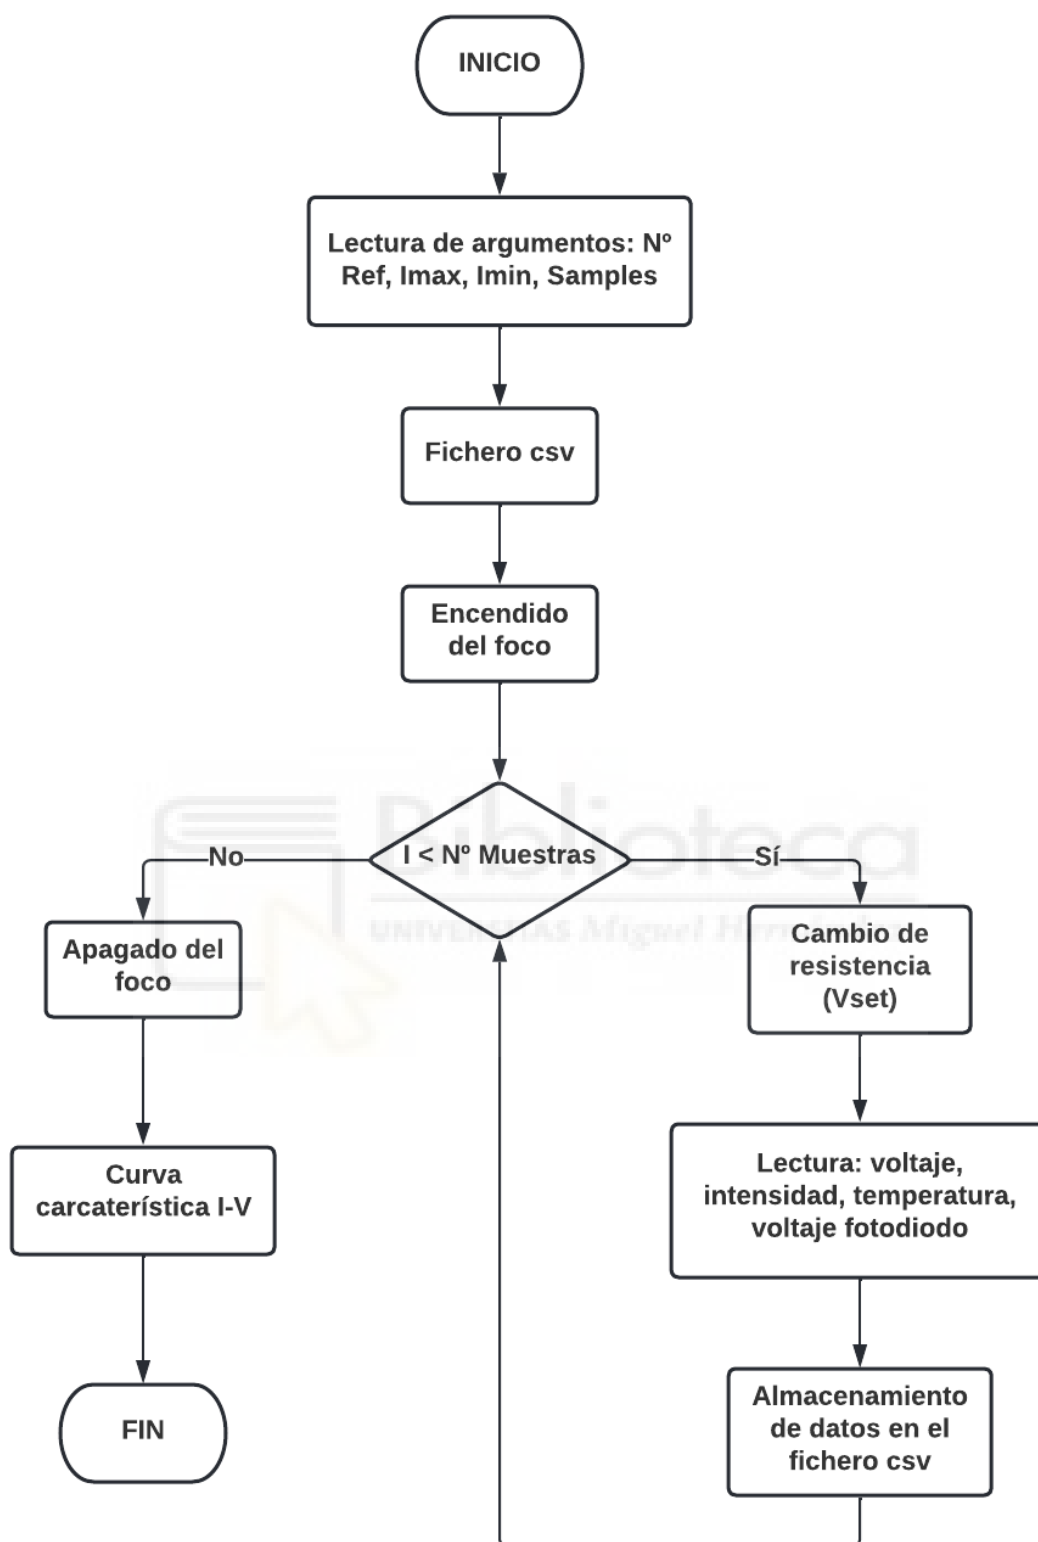 INICIO
Lectura de argumentos: Nº
Ref, Imax, Imin, Samples
Fichero csv
Encendido
del foco
I < Nº Muestras
No
Sí
Apagado del
foco
Cambio de
resistencia
(Vset)
Curva
carcaterística I-V
Lectura: voltaje,
intensidad, temperatura,
voltaje fotodiodo
FIN
Almacenamiento
de datos en el
fichero csv
Biblioteca
UNIVERSITAS Miguel Hernández